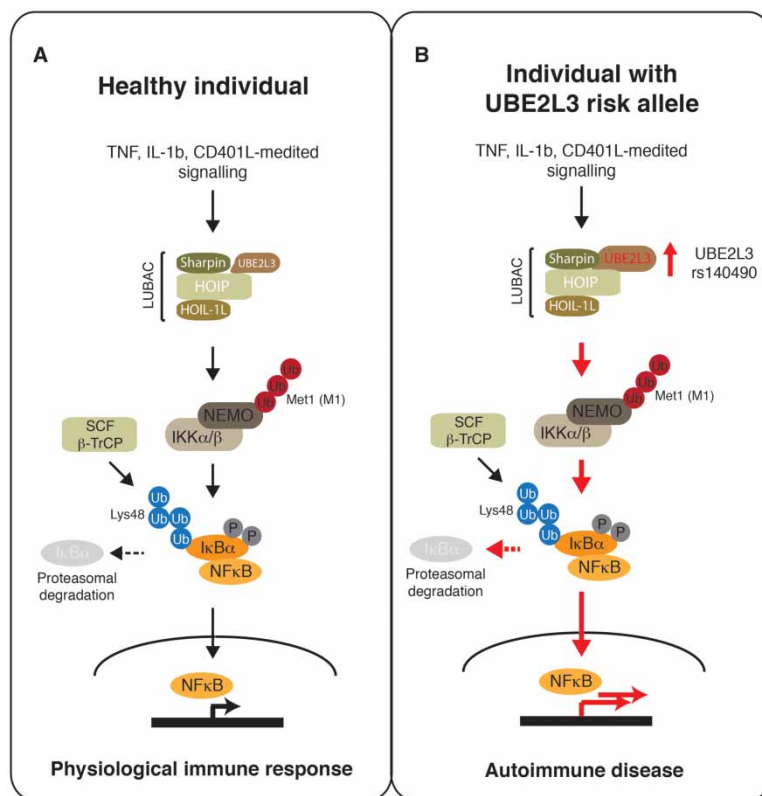 A
Healthy individual
TNF, IL-1b, CD401L-medited
signalling
LUBAC
Sharpin
UBE2L3
HOIP
HOIL-1L
Ub
Ub
Ub
Met1 (M1)
NEMO
IKKα/β
SCF
β-TrCP
Lys48
Ub
Ub
Ub
Ub
P
P
IκBα
NFκB
IκBα
Proteasomal
degradation
NFκB
Physiological immune response
B
Individual with
UBE2L3 risk allele
TNF, IL-1b, CD401L-medited
signalling
LUBAC
Sharpin
UBE2L3
HOIP
HOIL-1L
UBE2L3
rs140490
Ub
Ub
Ub
Met1 (M1)
NEMO
IKKα/β
SCF
β-TrCP
Lys48
Ub
Ub
Ub
Ub
P
P
IκBα
NFκB
IκBα
Proteasomal
degradation
NFκB
Autoimmune disease